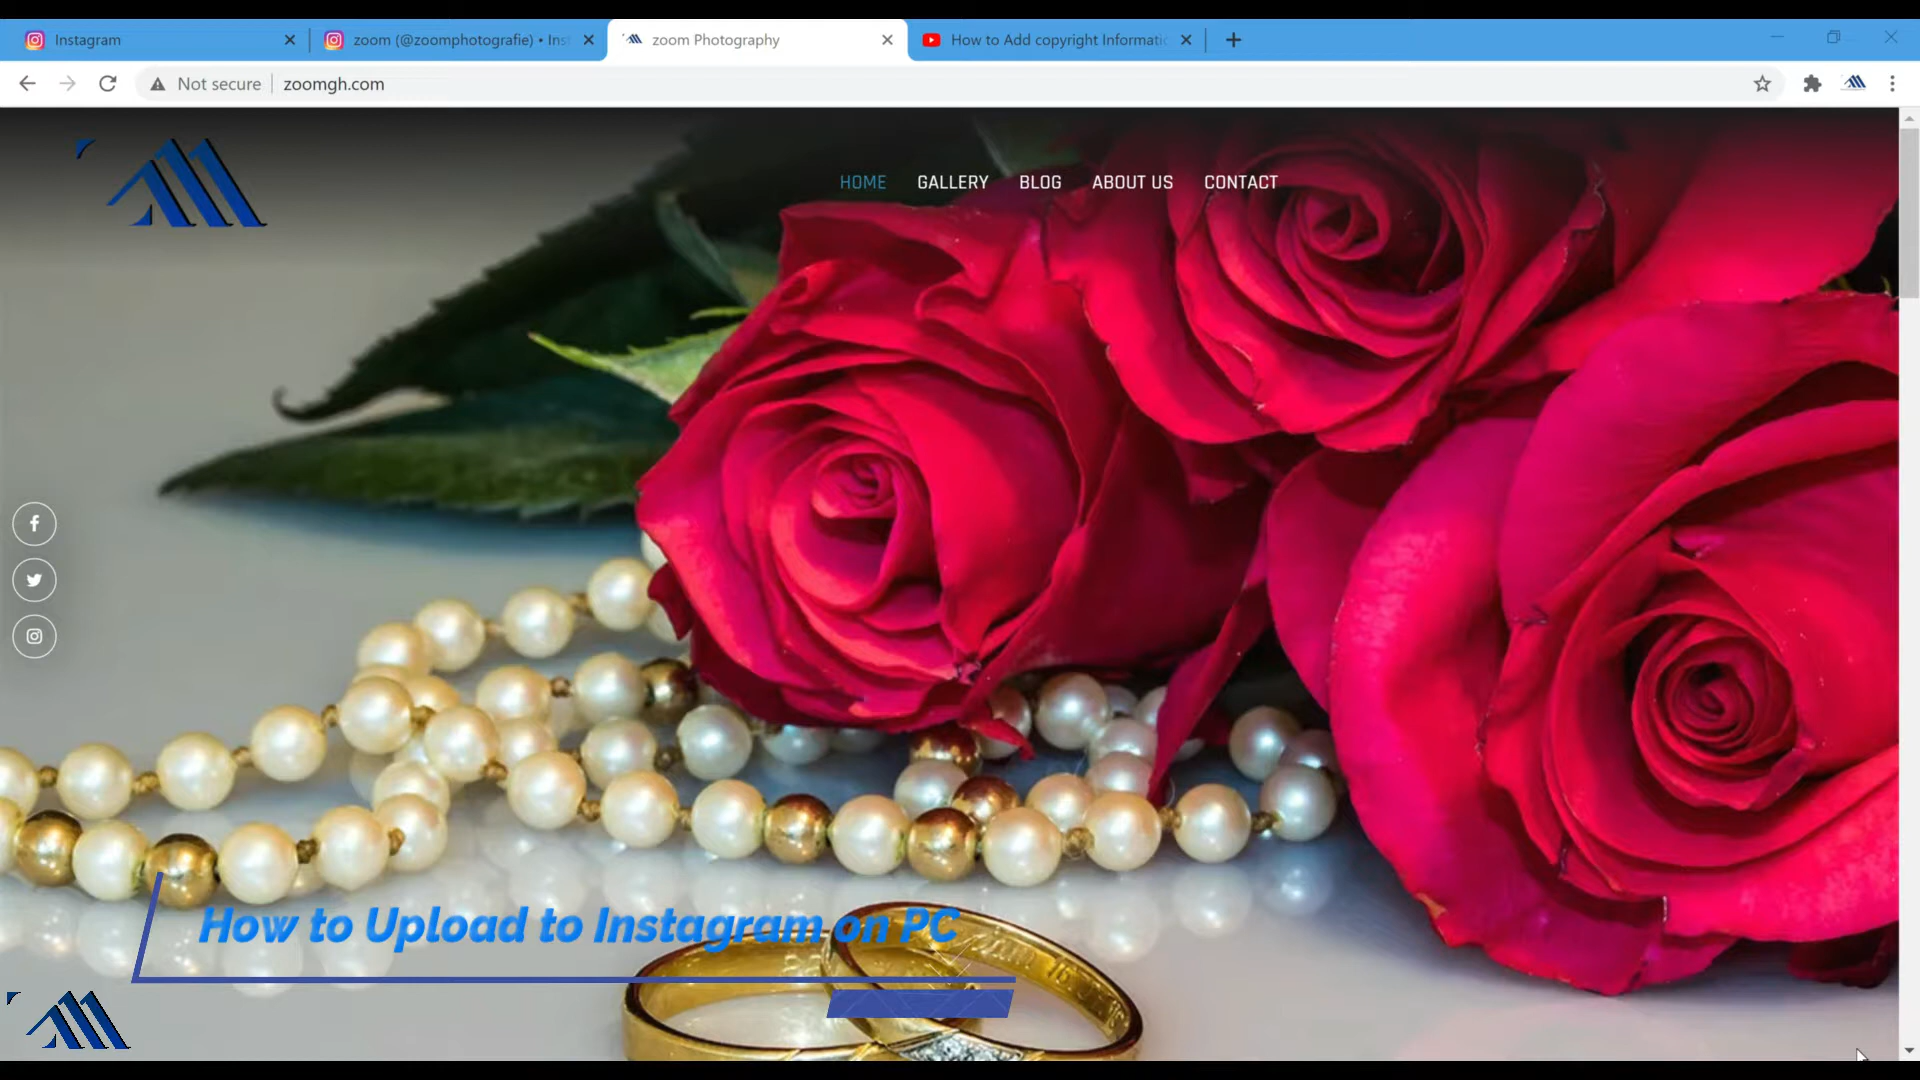 Instagram
zoom (@zoomphotografie) • Ins
zoom Photography
How to Add copyright Informatic
Not secure
zoomgh.com
HOME
GALLERY
BLOG
ABOUT US
CONTACT
How to Upload to Instagram on PC